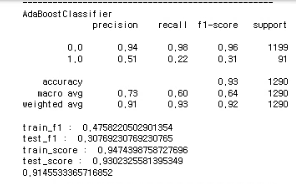 AdaBoostClassifier
precision recall f1-score support
0.0 0.94 0.98 0.96 1199
1.0 0.51 0.22 0.31 91
accuracy 0.93 1290
macro avg 0.73 0.60 0.64 1290
weighted avg 0.91 0.93 0.92 1290
train_f1 : 0.4758220502901354
test_f1 : 0.30769230769230765
train_score : 0.9474398758727696
test_score : 0.9302325581395349
0.9145533365716852